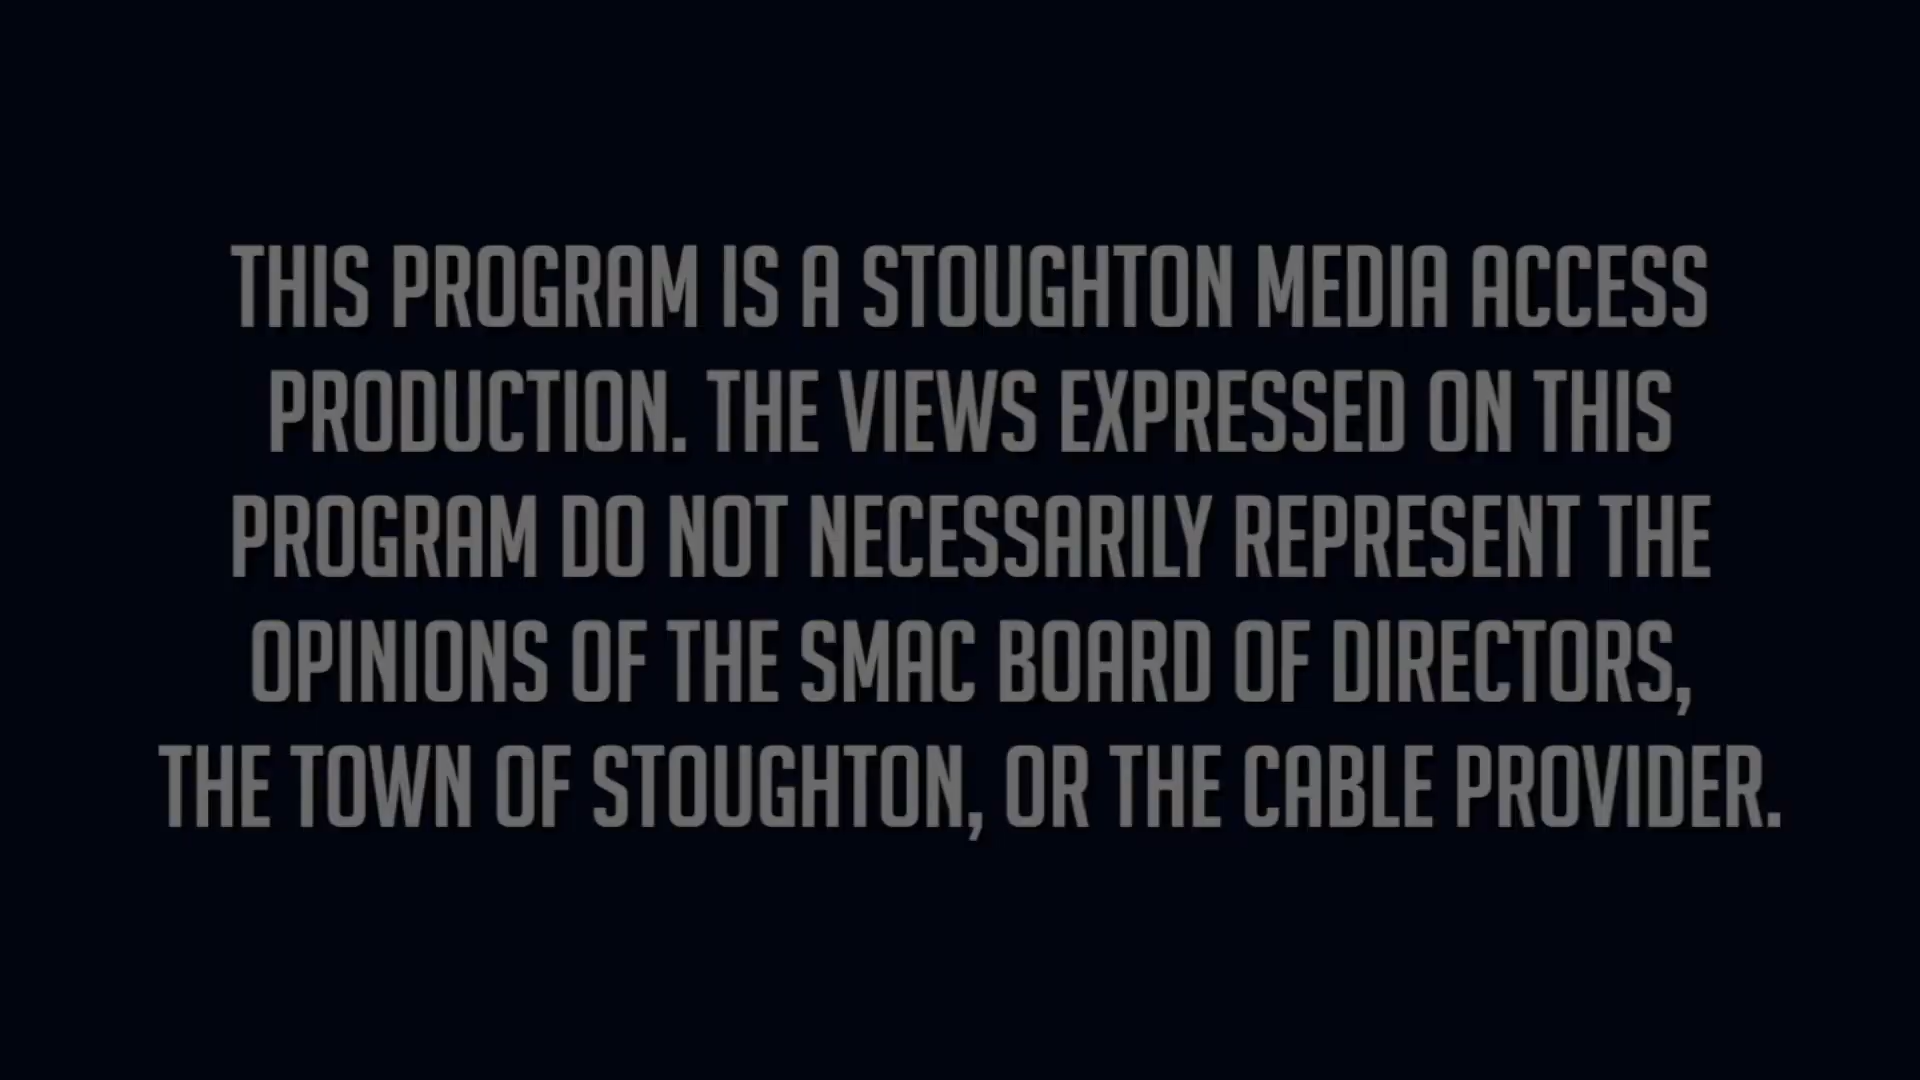 THIS PROGRAM IS A STOUGHTON MEDIA ACCESS
PRODUCTION. THE VIEWS EXPRESSED ON THIS
PROGRAM DO NOT NECESSARILY REPRESENT THE
OPINIONS OF THE SMAC BOARD OF DIRECTORS,
THE TOWN OF STOUGHTON, OR THE CABLE PROVIDER.